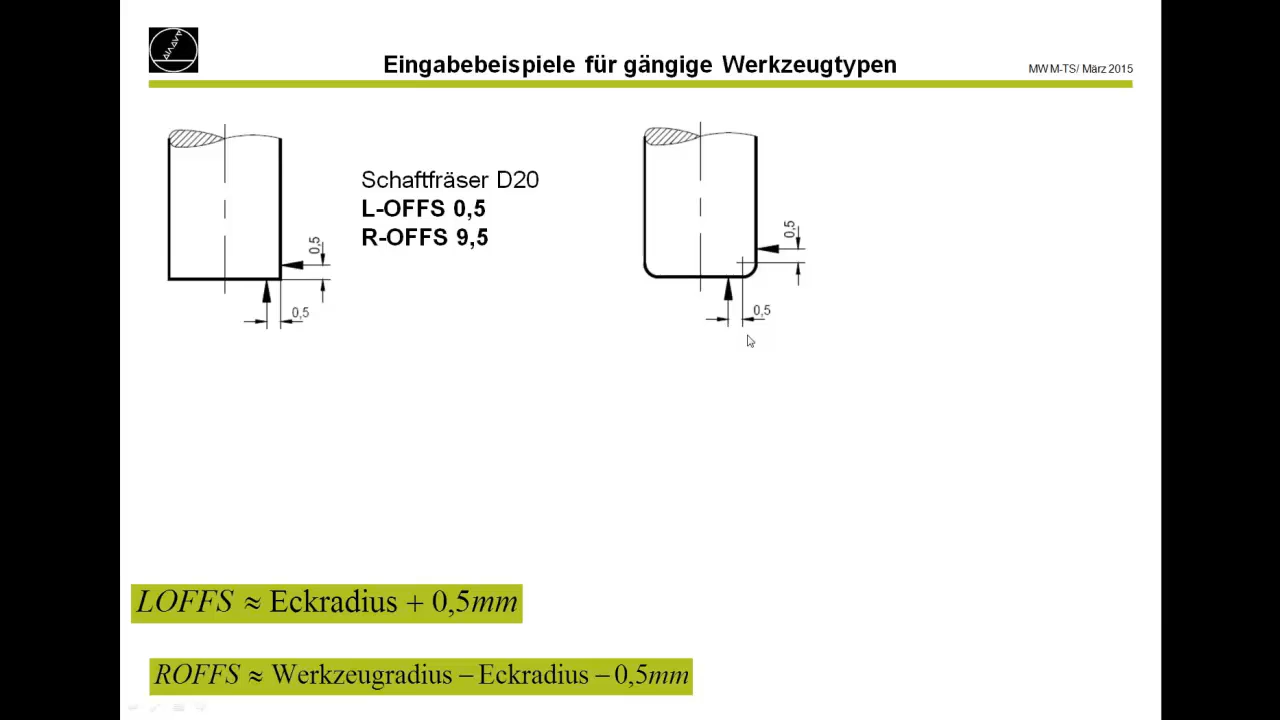 Eingabebeispiele für gängige Werkzeugtypen
MWM-TS/ März 2015
Schaftfräser D20
L-OFFS 0,5
R-OFFS 9,5
0,5
0,5
0,5
0,5
LOFFS ≈ Eckradius + 0,5mm
ROFFS ≈ Werkzeugradius − Eckradius − 0,5mm